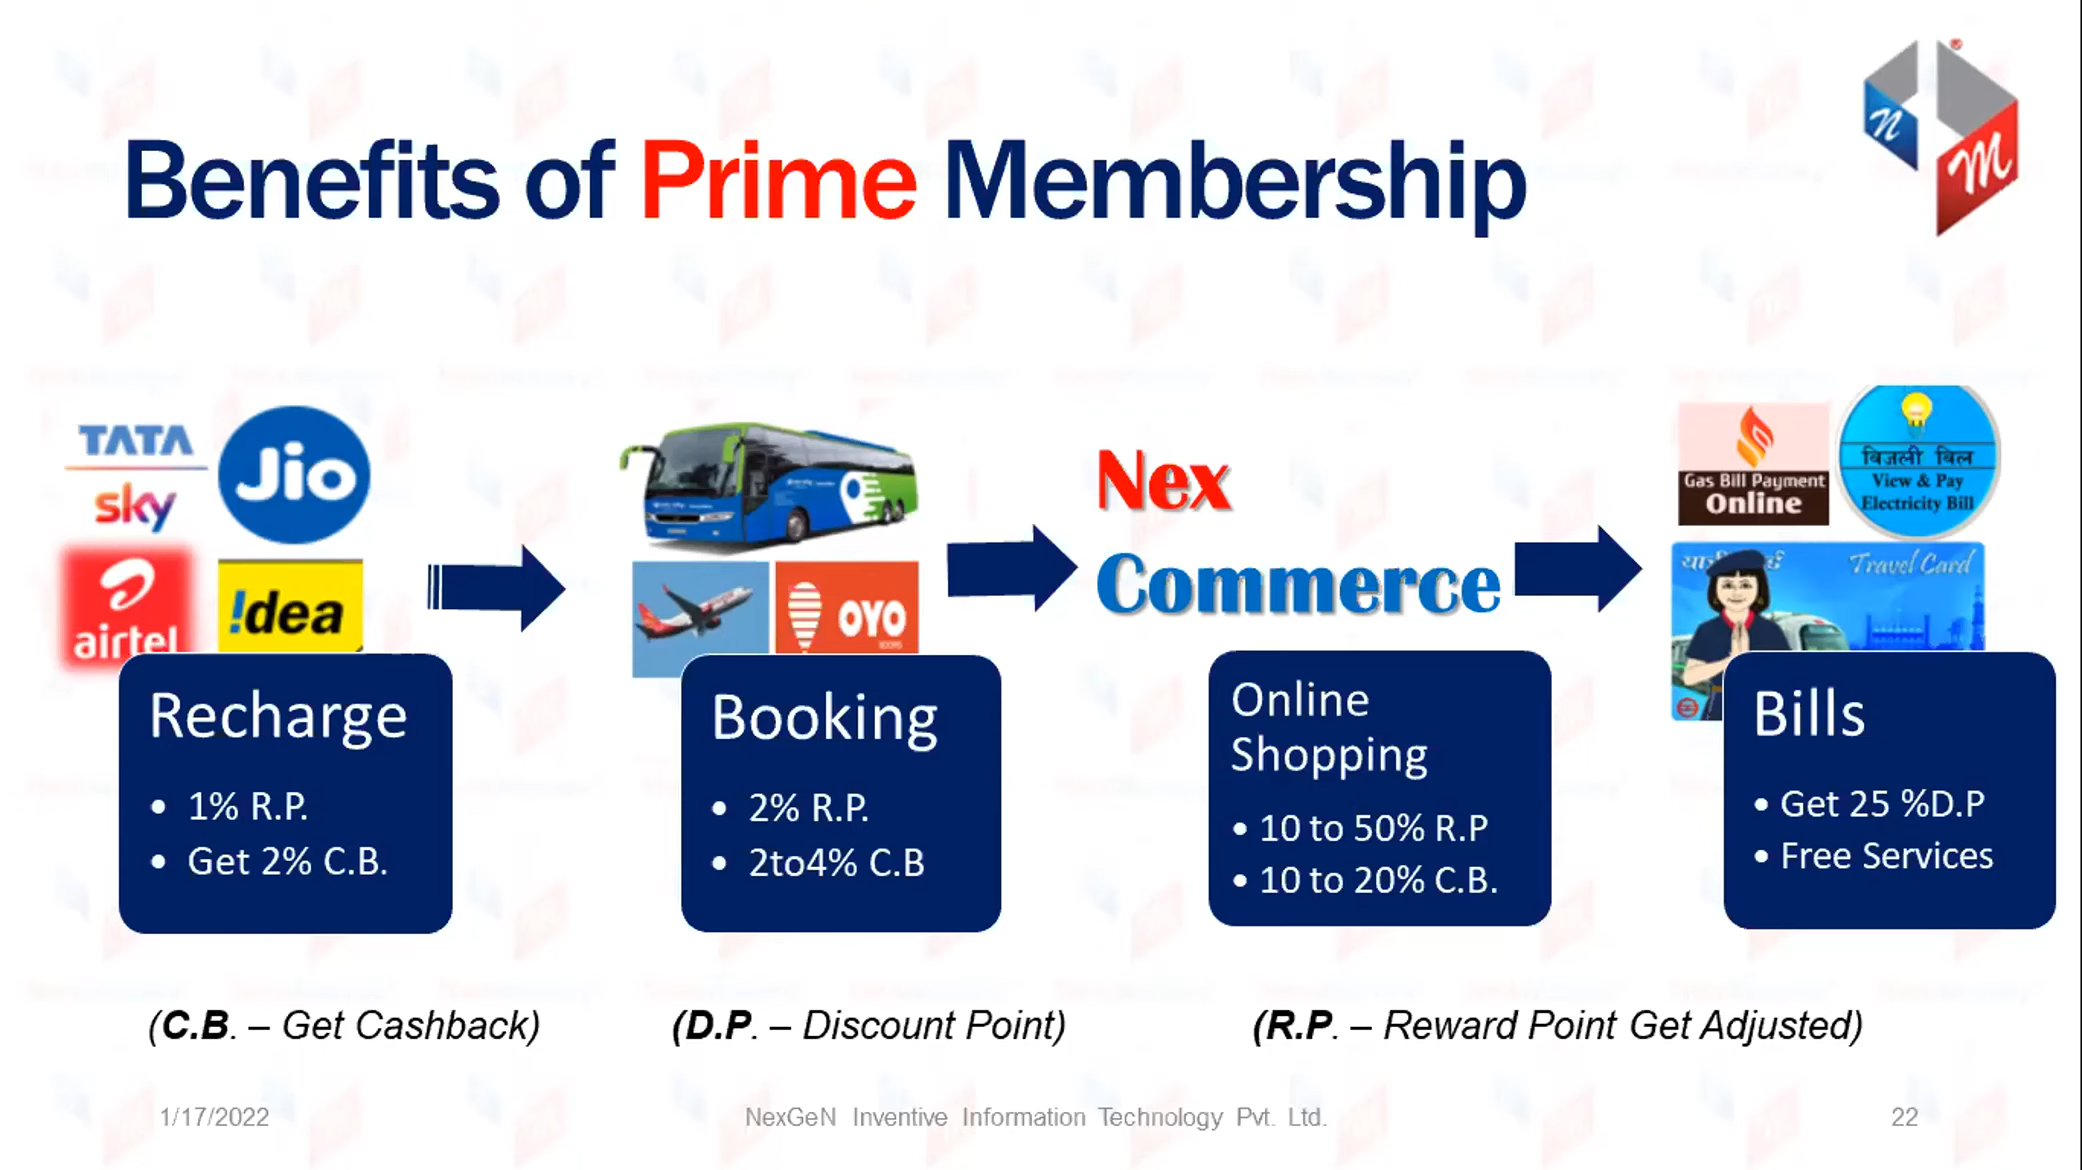 Benefits of Prime Membership
n
M
TATA
sky
Jio
airtel
!dea
OYO
Nex
Commerce
Gas Bill Payment
Online
बिजली बिल
View & Pay
Electricity Bill
Travel Card
Recharge
• 1% R.P.
• Get 2% C.B.
Booking
• 2% R.P.
• 2to4% C.B
Online
Shopping
• 10 to 50% R.P
• 10 to 20% C.B.
Bills
• Get 25 %D.P
• Free Services
(C.B. – Get Cashback)
(D.P. – Discount Point)
(R.P. – Reward Point Get Adjusted)
1/17/2022
NexGeN Inventive Information Technology Pvt. Ltd.
22